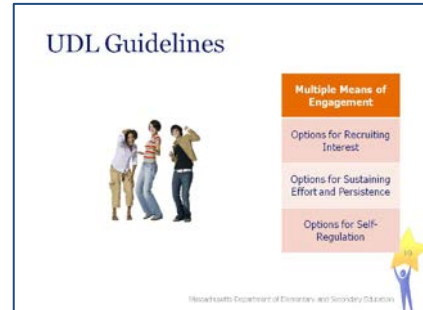 UDL Guidelines
Multiple Means of
Engagement
Options for Recruiting
Interest
Options for Sustaining
Effort and Persistence
Options for Self-
Regulation
10
Massachusetts Department of Elementary and Secondary Education